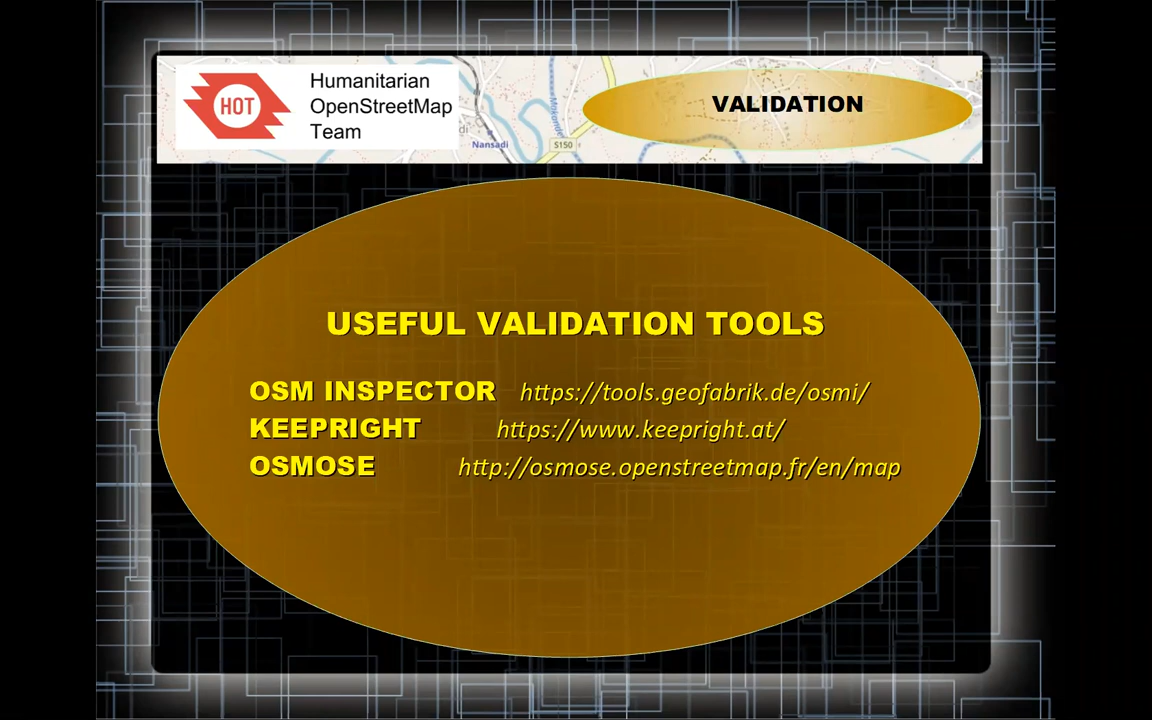 HOT
Humanitarian
OpenStreetMap
Team
VALIDATION
Nansadi
S150
USEFUL VALIDATION TOOLS
OSM INSPECTOR https://tools.geofabrik.de/osmi/
KEEPRIGHT https://www.keepright.at/
OSMOSE http://osmose.openstreetmap.fr/en/map